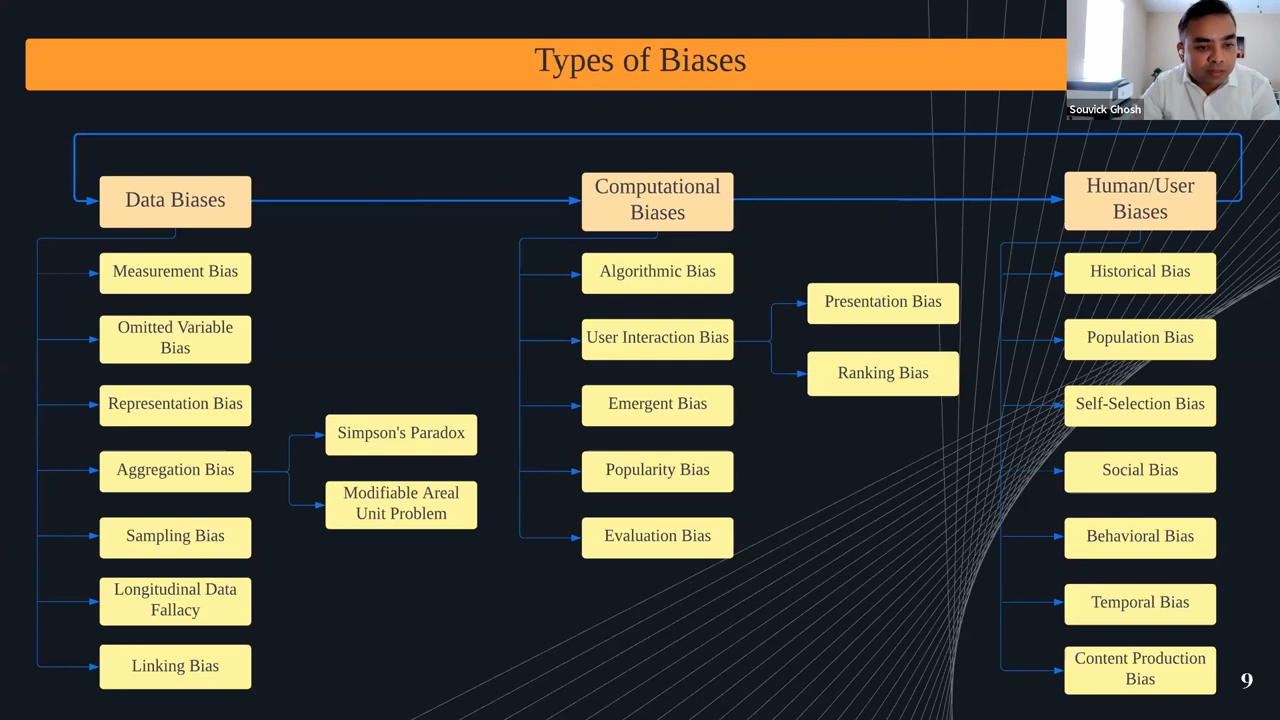 Types of Biases
Souvick Ghosh
Data Biases
Measurement Bias
Omitted Variable
Bias
Representation Bias
Aggregation Bias
Simpson's Paradox
Modifiable Areal
Unit Problem
Sampling Bias
Longitudinal Data
Fallacy
Linking Bias
Computational
Biases
Algorithmic Bias
User Interaction Bias
Presentation Bias
Ranking Bias
Emergent Bias
Popularity Bias
Evaluation Bias
Human/User
Biases
Historical Bias
Population Bias
Self-Selection Bias
Social Bias
Behavioral Bias
Temporal Bias
Content Production
Bias
9